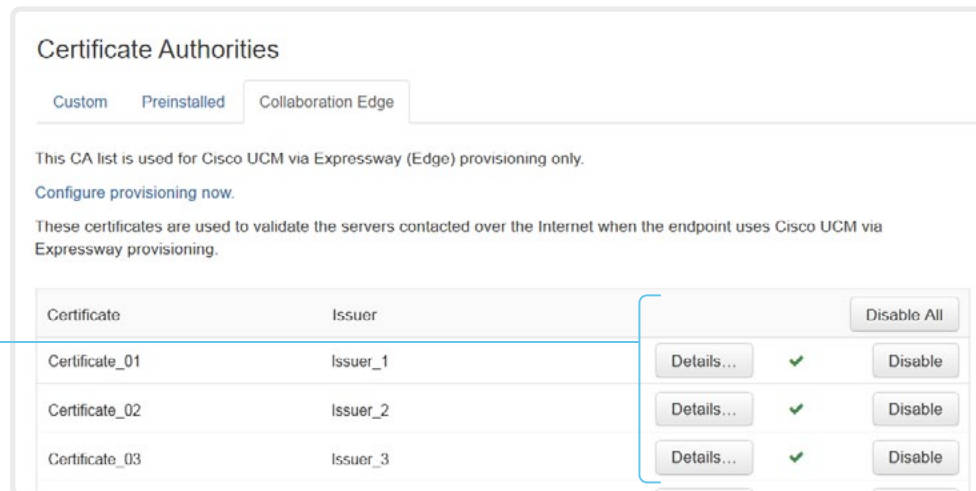 Certificate Authorities
Custom Preinstalled Collaboration Edge
This CA list is used for Cisco UCM via Expressway (Edge) provisioning only.
Configure provisioning now.
These certificates are used to validate the servers contacted over the Internet when the endpoint uses Cisco UCM via
Expressway provisioning.
Certificate Issuer Disable All
Certificate_01 Issuer_1 Details... Disable
Certificate_02 Issuer_2 Details... Disable
Certificate_03 Issuer_3 Details... Disable